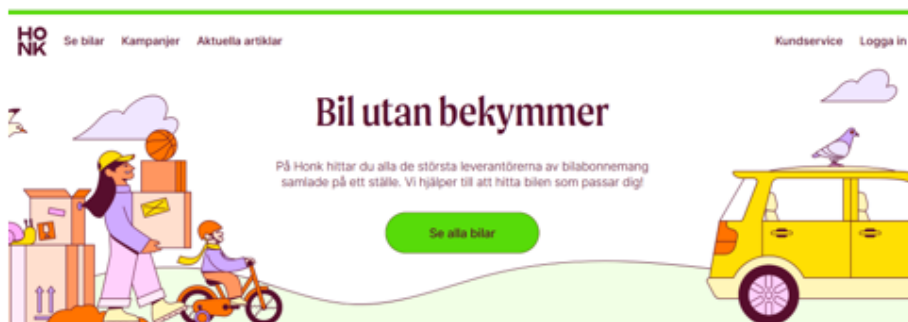 HO
NK
Se bilar Kampanjer Aktuella artiklar Kundservice Logga in
Bil utan bekymmer
På Honk hittar du alla de största leverantörerna av bilabonnemang
samlade på ett ställe. Vi hjälper till att hitta bilen som passar dig!
Se alla bilar